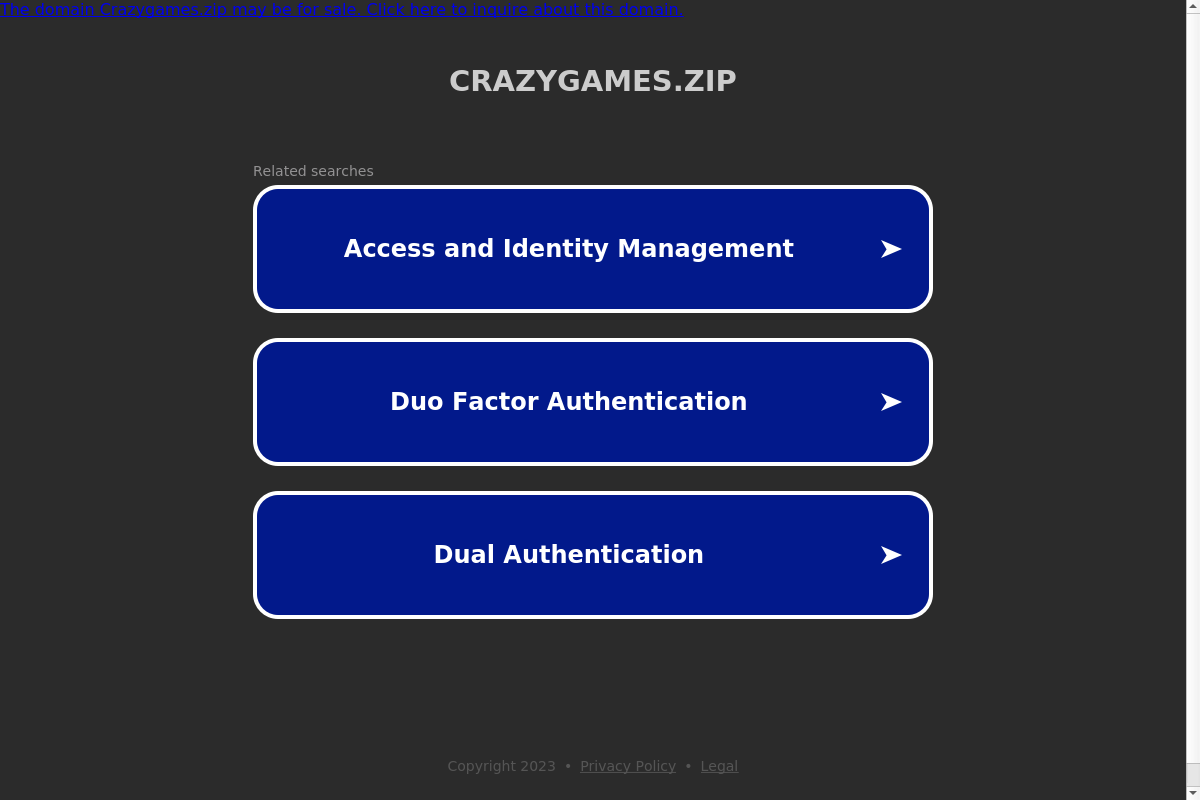 The domain Crazygames.zip may be for sale. Click here to inquire about this domain.
CRAZYGAMES.ZIP
Related searches
Access and Identity Management
Duo Factor Authentication
Dual Authentication
Copyright 2023 • Privacy Policy • Legal